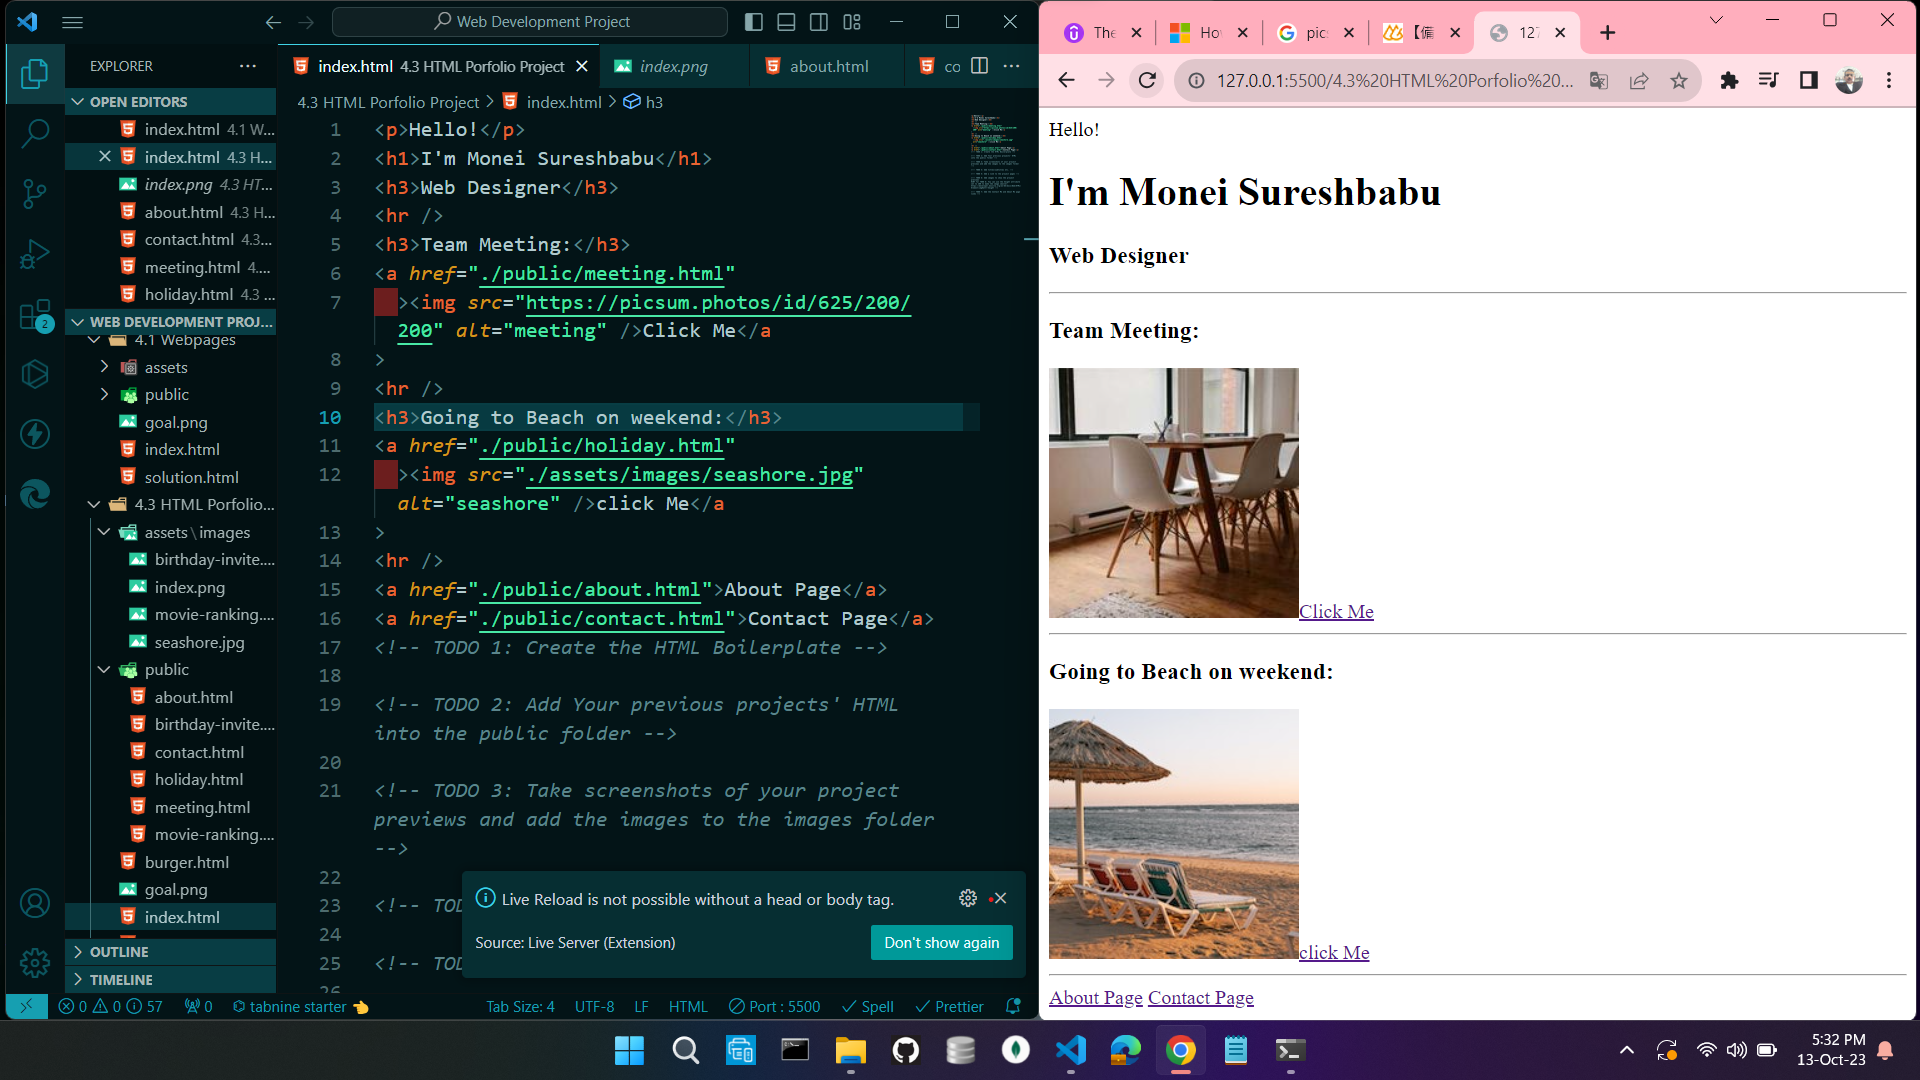 Web Development Project
EXPLORER
OPEN EDITORS
index.html 4.1 W...
index.html 4.3 H...
index.png 4.3 HT...
about.html 4.3 H...
contact.html 4.3...
meeting.html 4....
holiday.html 4.3 ...
WEB DEVELOPMENT PROJ...
4.1 Webpages
assets
public
goal.png
index.html
solution.html
4.3 HTML Porfolio...
assets\images
birthday-invite....
index.png
movie-ranking....
seashore.jpg
public
about.html
birthday-invite....
contact.html
holiday.html
meeting.html
movie-ranking....
burger.html
goal.png
index.html
OUTLINE
TIMELINE
2
index.html 4.3 HTML Porfolio Project
index.png
about.html
co
4.3 HTML Porfolio Project > index.html > h3
1 <p>Hello!</p>
2 <h1>I'm Monei Sureshbabu</h1>
3 <h3>Web Designer</h3>
4 <hr />
5 <h3>Team Meeting:</h3>
6 <a href="./public/meeting.html"
7 ><img src="https://picsum.photos/id/625/200/
200" alt="meeting" />Click Me</a
8 >
9 <hr />
10 <h3>Going to Beach on weekend:</h3>
11 <a href="./public/holiday.html"
12 ><img src="./assets/images/seashore.jpg"
alt="seashore" />click Me</a
13 >
14 <hr />
15 <a href="./public/about.html">About Page</a>
16 <a href="./public/contact.html">Contact Page</a>
17 <!-- TODO 1: Create the HTML Boilerplate -->
18
19 <!-- TODO 2: Add Your previous projects' HTML
into the public folder -->
20
21 <!-- TODO 3: Take screenshots of your project
previews and add the images to the images folder
-->
22
23 <!-- TOD
24
25 <!-- TOD
26
Live Reload is not possible without a head or body tag.
Source: Live Server (Extension)
Don't show again
0 0 57
0
tabnine starter
Tab Size: 4
UTF-8
LF
HTML
Port : 5500
Spell
Prettier
The
Ho
pic
【備
127
127.0.0.1:5500/4.3%20HTML%20Porfolio%20...
Hello!
I'm Monei Sureshbabu
Web Designer
Team Meeting:
Click Me
Going to Beach on weekend:
click Me
About Page Contact Page
5:32 PM
13-Oct-23